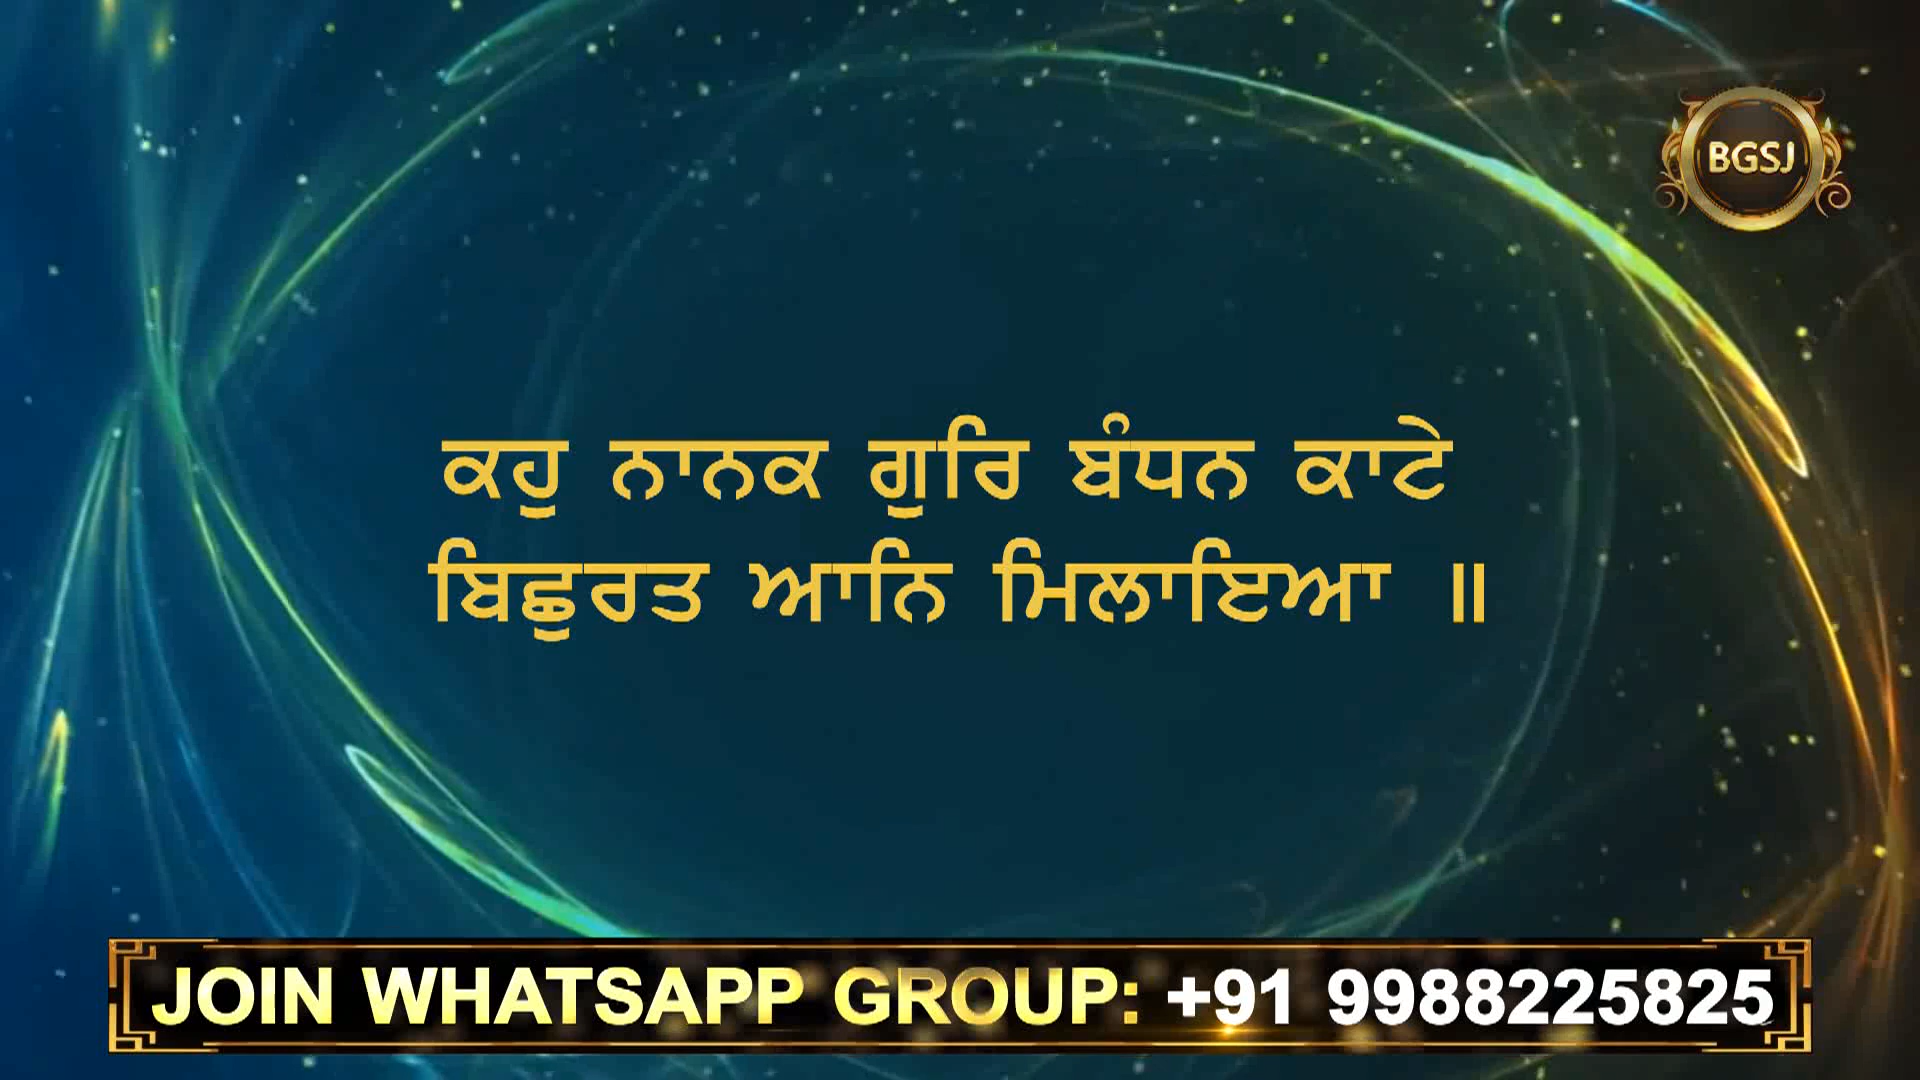 BGSJ
ਕਹੁ ਨਾਨਕ ਗੁਰਿ ਬੰਧਨ ਕਾਟੇ
ਬਿਛੁਰਤ ਆਨਿ ਮਿਲਾਇਆ ॥
JOIN WHATSAPP GROUP: +91 9988225825